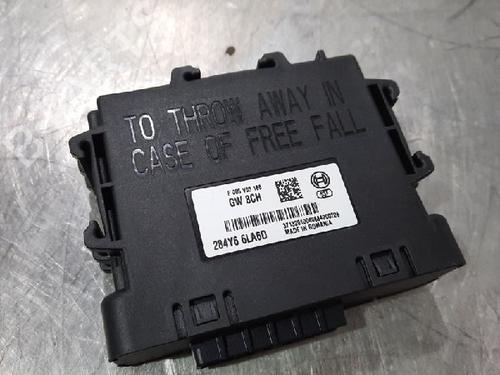 TO THROW AWAY IN
CASE OF FREE FALL
GW 8CH
284Y6 6LA6D
MADE IN ROMANIA